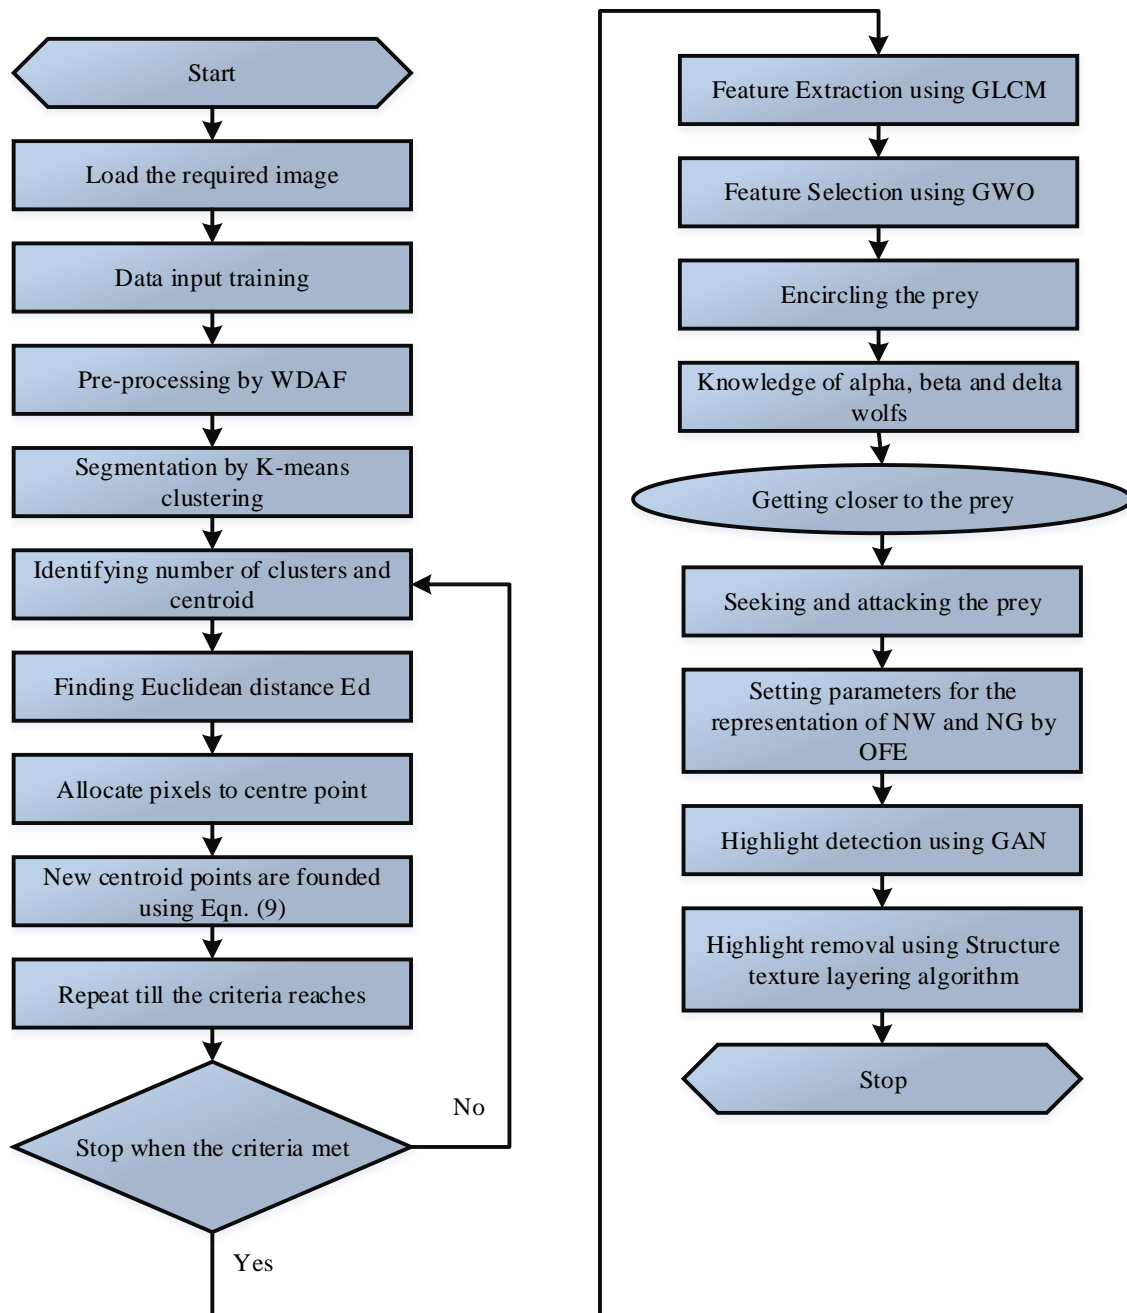 Start
Load the required image
Data input training
Pre-processing by WDAF
Segmentation by K-means
clustering
Identifying number of clusters and
centroid
Finding Euclidean distance Ed
Allocate pixels to centre point
New centroid points are founded
using Eqn. (9)
Repeat till the criteria reaches
Stop when the criteria met
No
Yes
Feature Extraction using GLCM
Feature Selection using GWO
Encircling the prey
Knowledge of alpha, beta and delta
wolfs
Getting closer to the prey
Seeking and attacking the prey
Setting parameters for the
representation of NW and NG by
OFE
Highlight detection using GAN
Highlight removal using Structure
texture layering algorithm
Stop